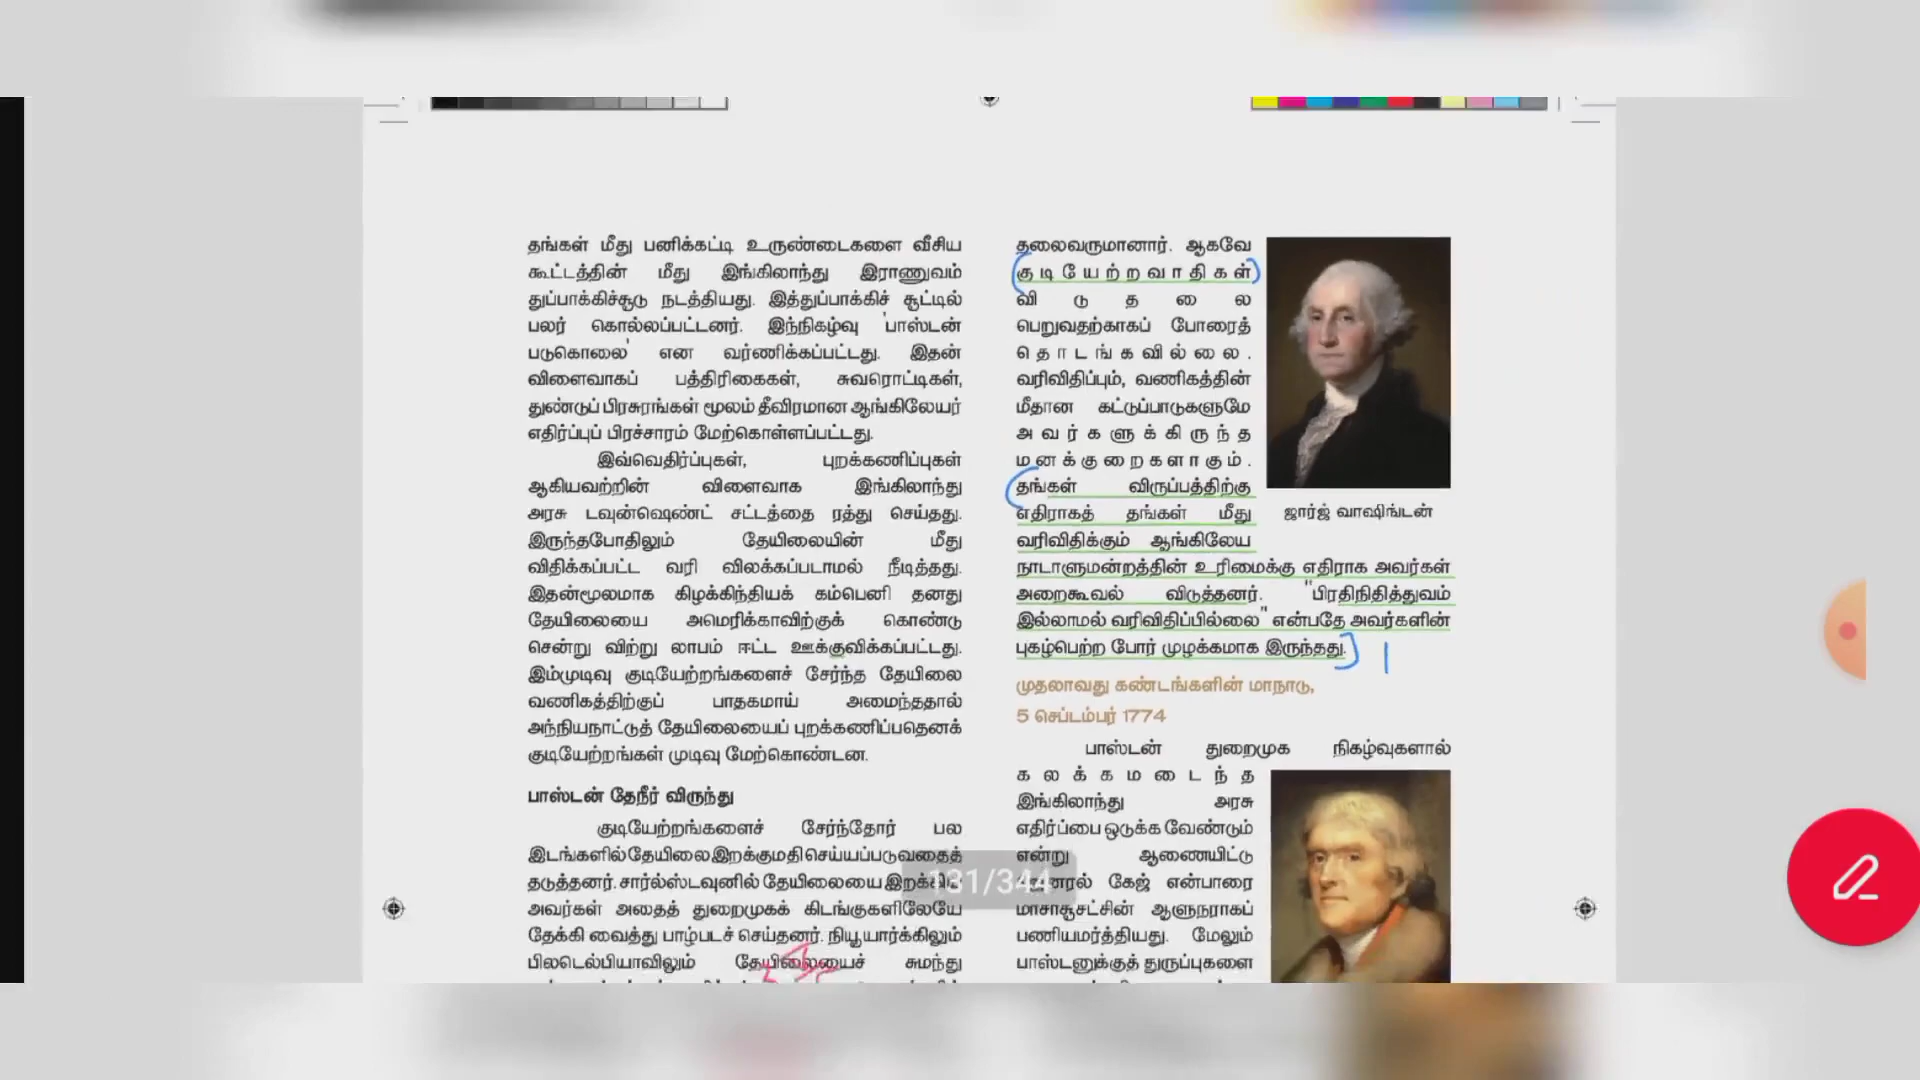 தங்கள் மீது பனிக்கட்டி உருண்டைகளை வீசிய
கூட்டத்தின் மீது இங்கிலாந்து இராணுவம்
துப்பாக்கிச்சூடு நடத்தியது. இத்துப்பாக்கிச் சூட்டில்
பலர் கொல்லப்பட்டனர். இந்நிகழ்வு 'பாஸ்டன்
படுகொலை' என வர்ணிக்கப்பட்டது. இதன்
விளைவாகப் பத்திரிகைகள், சுவரொட்டிகள்,
துண்டுப் பிரசுரங்கள் மூலம் தீவிரமான ஆங்கிலேயர்
எதிர்ப்புப் பிரச்சாரம் மேற்கொள்ளப்பட்டது.
இவ்வெதிர்ப்புகள், புறக்கணிப்புகள்
ஆகியவற்றின் விளைவாக இங்கிலாந்து
அரசு டவுன்ஷெண்ட் சட்டத்தை ரத்து செய்தது.
இருந்தபோதிலும் தேயிலையின் மீது
விதிக்கப்பட்ட வரி விலக்கப்படாமல் நீடித்தது.
இதன்மூலமாக கிழக்கிந்தியக் கம்பெனி தனது
தேயிலையை அமெரிக்காவிற்குக் கொண்டு
சென்று விற்று லாபம் ஈட்ட ஊக்குவிக்கப்பட்டது.
இம்முடிவு குடியேற்றங்களைச் சேர்ந்த தேயிலை
வணிகத்திற்குப் பாதகமாய் அமைந்ததால்
அந்நியநாட்டுத் தேயிலையைப் புறக்கணிப்பதெனக்
குடியேற்றங்கள் முடிவு மேற்கொண்டன.
பாஸ்டன் தேநீர் விருந்து
குடியேற்றங்களைச் சேர்ந்தோர் பல
இடங்களில் தேயிலை இறக்குமதி செய்யப்படுவதைத்
தடுத்தனர். சார்ல்ஸ்டவுனில் தேயிலையை இறக்கிய
அவர்கள் அதைத் துறைமுகக் கிடங்குகளிலேயே
தேக்கி வைத்து பாழ்படச் செய்தனர். நியூயார்க்கிலும்
பிலடெல்பியாவிலும் தேயிலையைச் சுமந்து
தலைவருமானார். ஆகவே
குடியேற்றவாதிகள்
விடுதலை
பெறுவதற்காகப் போரைத்
தொடங்கவில்லை.
வரிவிதிப்பும், வணிகத்தின்
மீதான கட்டுப்பாடுகளுமே
அவர்களுக்கிருந்த
மனக்குறைகளாகும்.
தங்கள் விருப்பத்திற்கு
எதிராகத் தங்கள் மீது
வரிவிதிக்கும் ஆங்கிலேய
நாடாளுமன்றத்தின் உரிமைக்கு எதிராக அவர்கள்
அறைகூவல் விடுத்தனர். "பிரதிநிதித்துவம்
இல்லாமல் வரிவிதிப்பில்லை" என்பதே அவர்களின்
புகழ்பெற்ற போர் முழக்கமாக இருந்தது.
ஜார்ஜ் வாஷிங்டன்
முதலாவது கண்டங்களின் மாநாடு,
5 செப்டம்பர் 1774
பாஸ்டன் துறைமுக நிகழ்வுகளால்
கலக்கமடைந்த
இங்கிலாந்து அரசு
எதிர்ப்பை ஒடுக்க வேண்டும்
என்று ஆணையிட்டு
கேஜ் என்பாரை
மாசாசூசட்சின் ஆளுநராகப்
பணியமர்த்தியது. மேலும்
பாஸ்டனுக்குத் துருப்புகளை
131/344